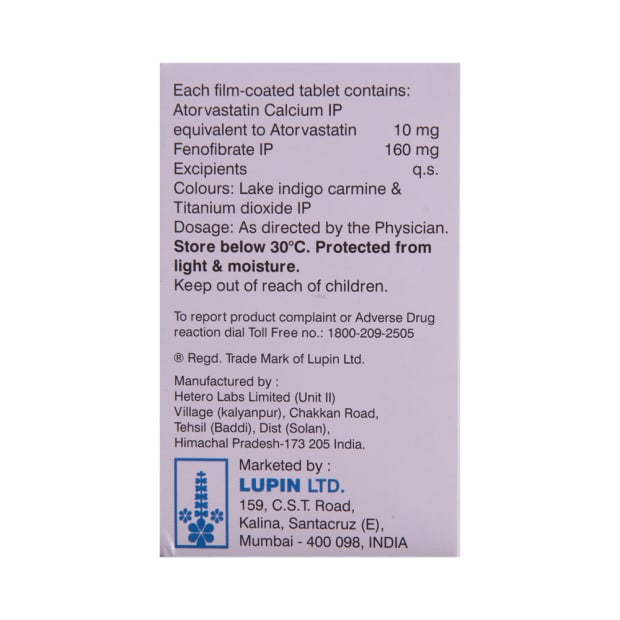 Each film-coated tablet contains:
Atorvastatin Calcium IP
equivalent to Atorvastatin 10 mg
Fenofibrate IP 160 mg
Excipients q.s.
Colours: Lake indigo carmine &
Titanium dioxide IP
Dosage: As directed by the Physician.
Store below 30°C. Protected from
light & moisture.
Keep out of reach of children.
To report product complaint or Adverse Drug
reaction dial Toll Free no.: 1800-209-2505
® Regd. Trade Mark of Lupin Ltd.
Manufactured by :
Hetero Labs Limited (Unit II)
Village (kalyanpur), Chakkan Road,
Tehsil (Baddi), Dist (Solan),
Himachal Pradesh-173 205 India.
Marketed by :
LUPIN LTD.
159, C.S.T. Road,
Kalina, Santacruz (E),
Mumbai - 400 098, INDIA